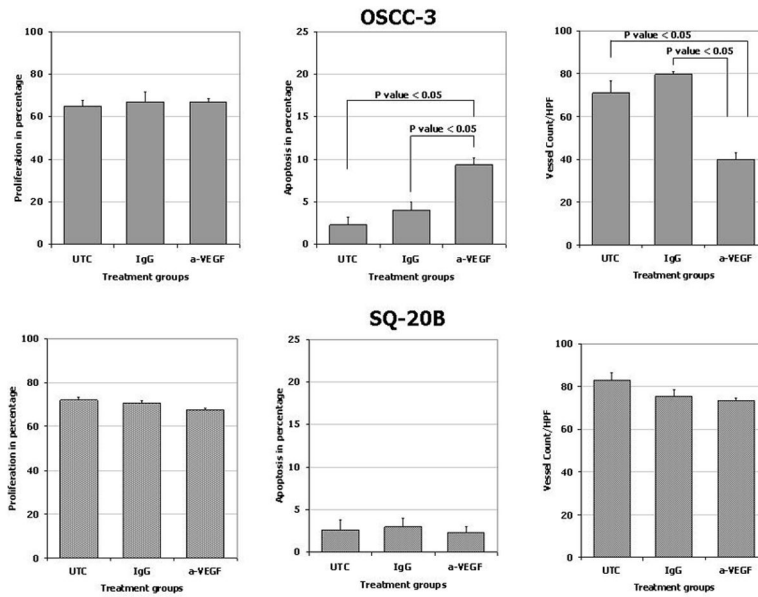 OSCC-3
Proliferation in percentage
100
80
60
40
20
0
UTC IgG a-VEGF
Treatment groups
Apoptosis in percentage
25
20
15
10
5
0
P value < 0.05
P value < 0.05
UTC IgG a-VEGF
Treatment groups
Vessel Count/HPF
100
80
60
40
20
0
P value < 0.05
P value < 0.05
UTC IgG a-VEGF
Treatment groups
SQ-20B
Proliferation in percentage
100
80
60
40
20
0
UTC IgG a-VEGF
Treatment groups
Apoptosis in percentage
25
20
15
10
5
0
UTC IgG a-VEGF
Treatment groups
Vessel Count/HPF
100
80
60
40
20
0
UTC IgG a-VEGF
Treatment groups